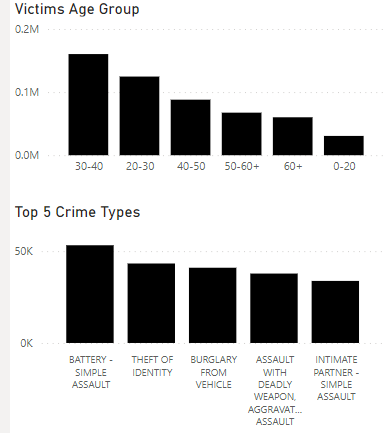 Victims Age Group
0.2M
0.1M
0.0M
30-40 20-30 40-50 50-60+ 60+ 0-20
Top 5 Crime Types
50K
0K
BATTERY -
SIMPLE
ASSAULT
THEFT OF
IDENTITY
BURGLARY
FROM
VEHICLE
ASSAULT
WITH
DEADLY
WEAPON,
AGGRAVAT...
ASSAULT
INTIMATE
PARTNER -
SIMPLE
ASSAULT